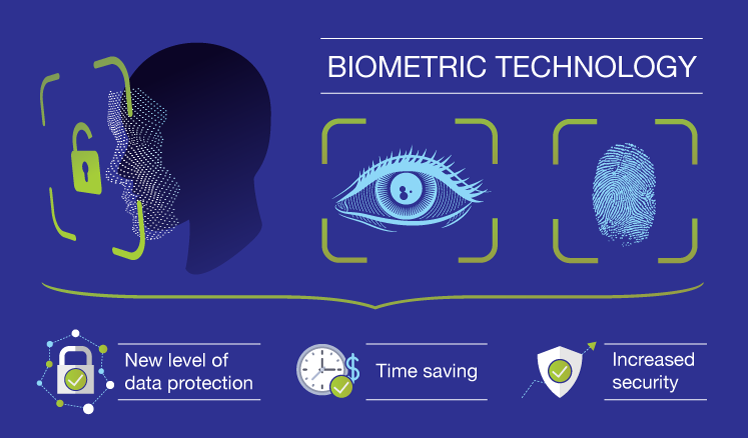 BIOMETRIC TECHNOLOGY
New level of
data protection
$
Time saving
Increased
security